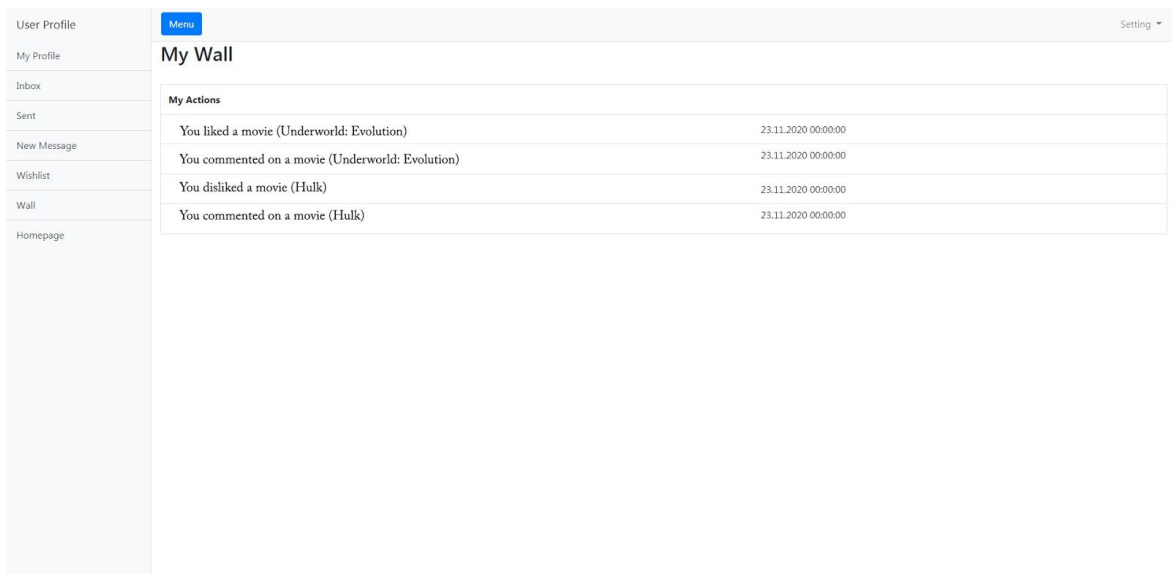 User Profile
Menu
Setting
My Profile
Inbox
Sent
New Message
Wishlist
Wall
Homepage
My Wall
My Actions
You liked a movie (Underworld: Evolution) 23.11.2020 00:00:00
You commented on a movie (Underworld: Evolution) 23.11.2020 00:00:00
You disliked a movie (Hulk) 23.11.2020 00:00:00
You commented on a movie (Hulk) 23.11.2020 00:00:00